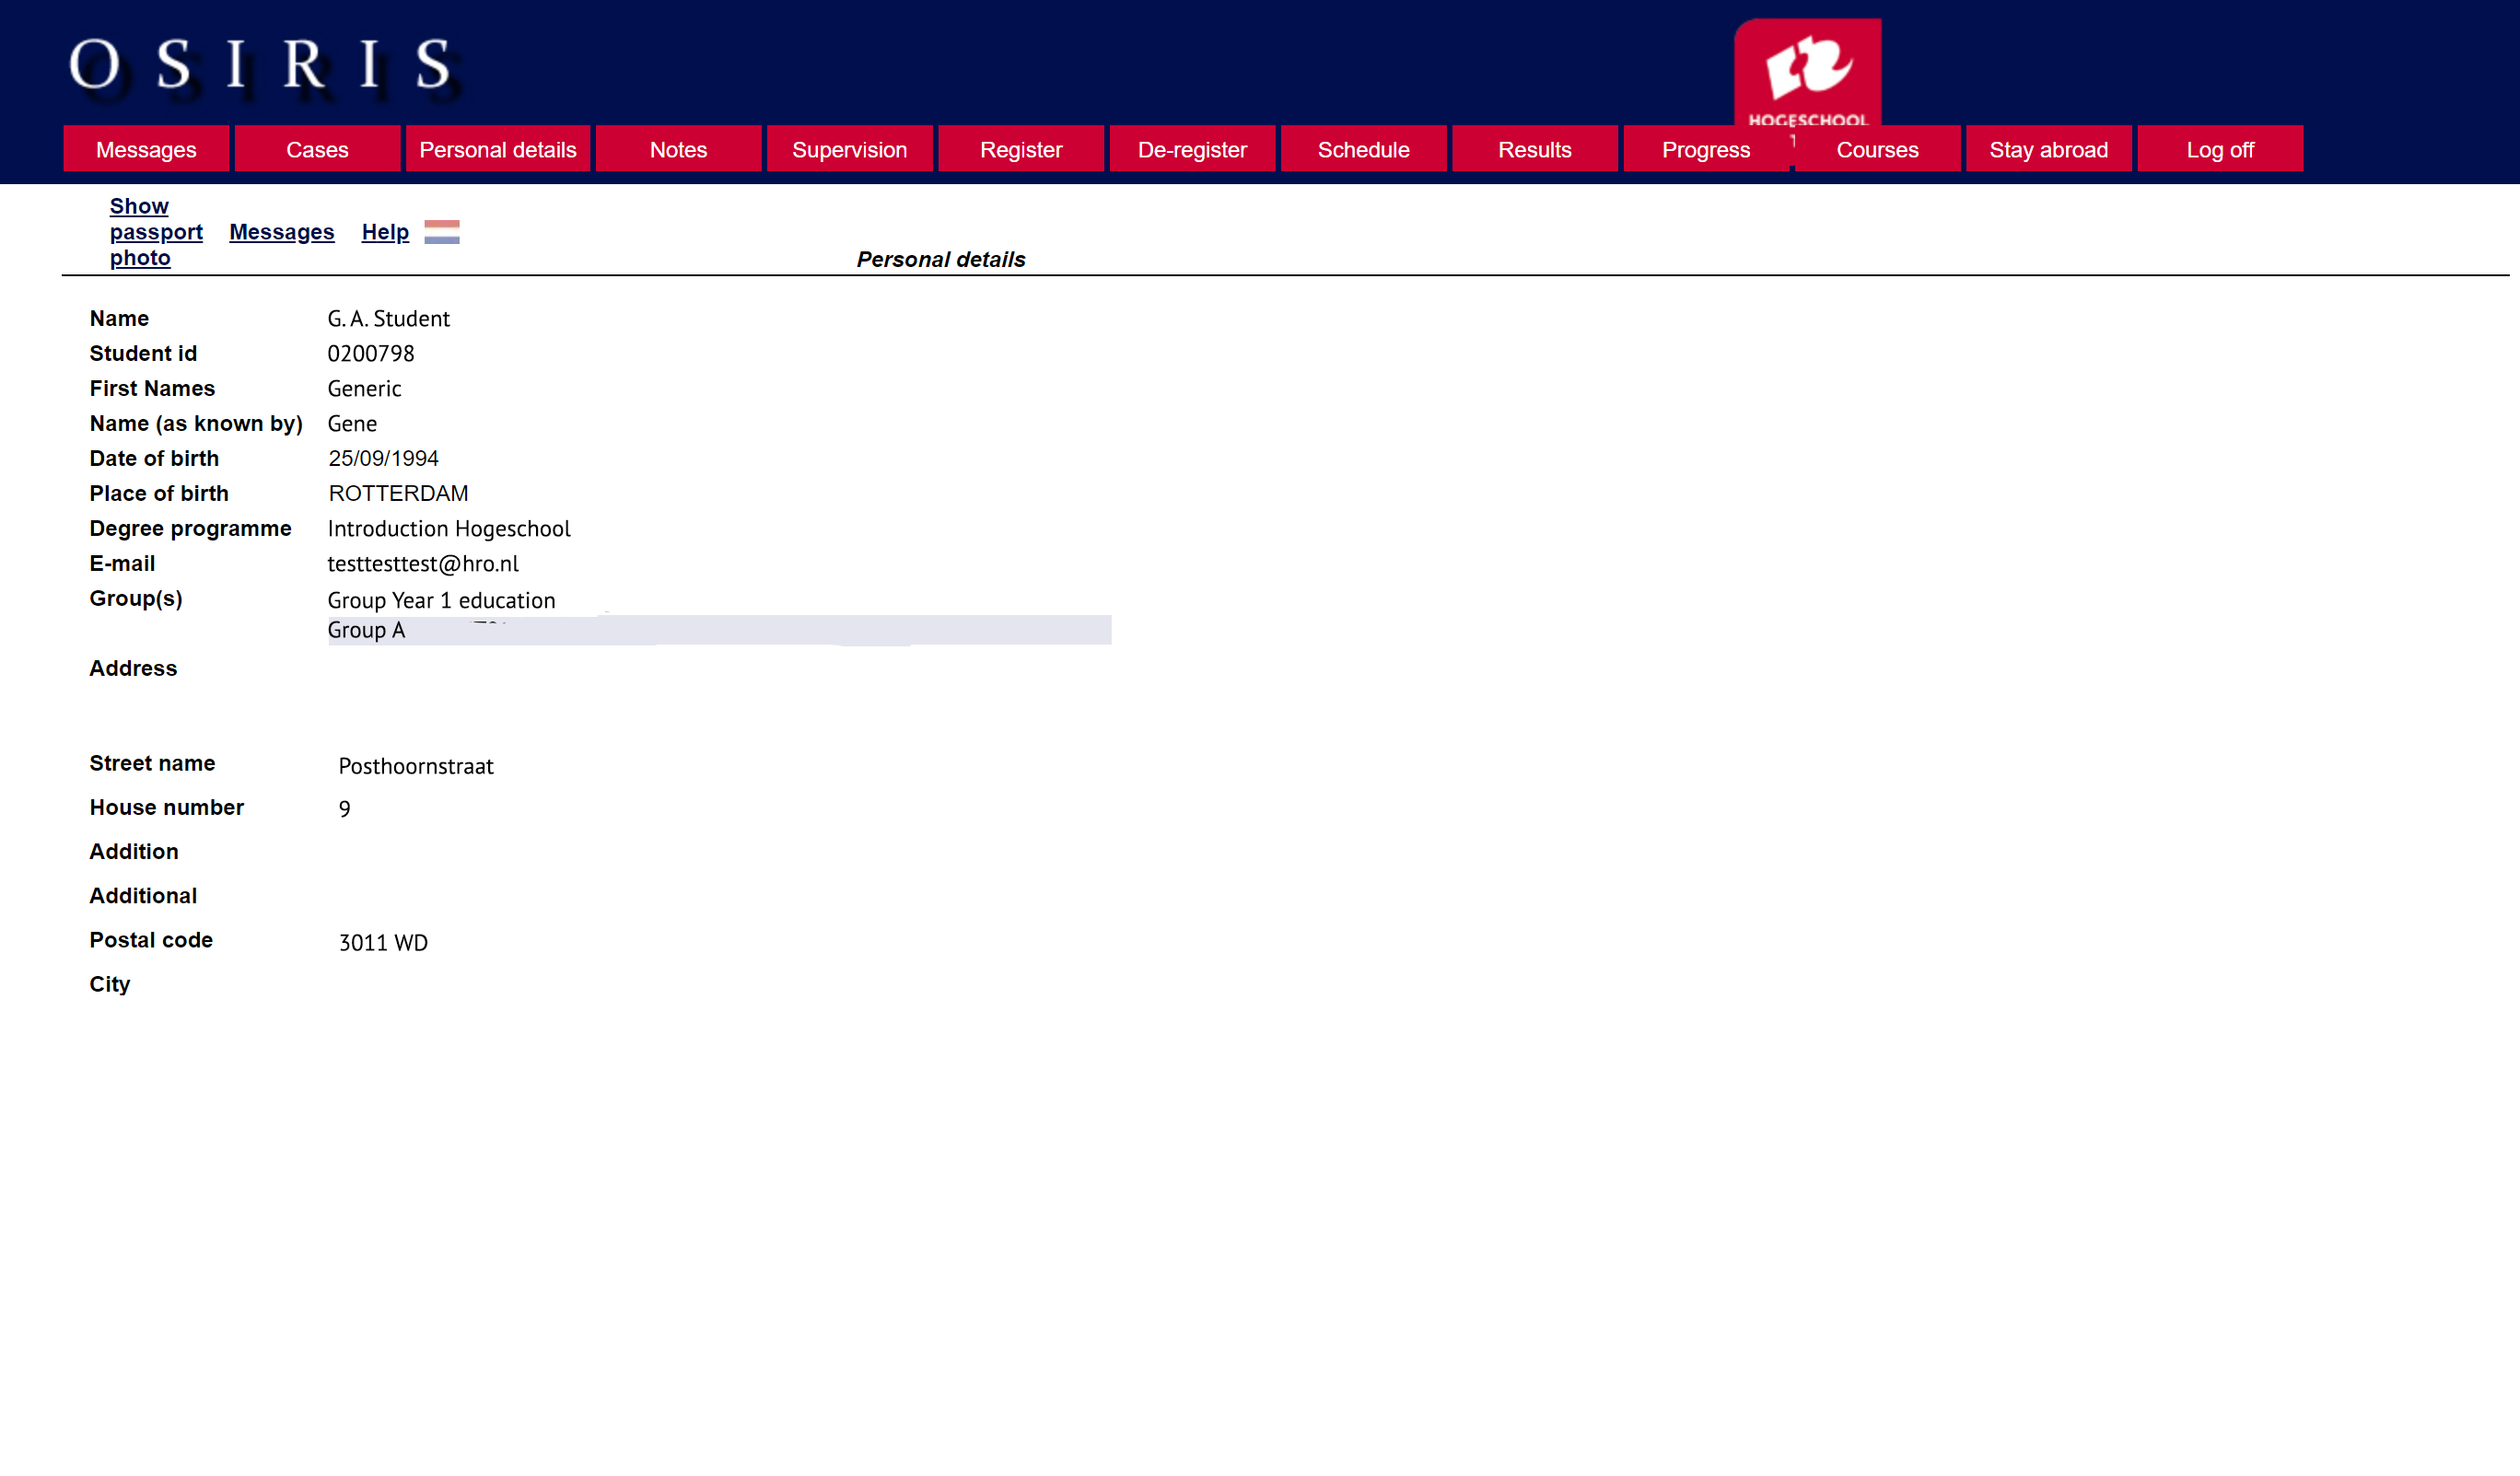 OSIRIS
HOGESCHOOL
Messages Cases Personal details Notes Supervision Register De-register Schedule Results Progress Courses Stay abroad Log off
Show passport photo Messages Help
Personal details
Name G. A. Student
Student id 0200798
First Names Generic
Name (as known by) Gene
Date of birth 25/09/1994
Place of birth ROTTERDAM
Degree programme Introduction Hogeschool
E-mail testtesttest@hro.nl
Group(s) Group Year 1 education
Group A
Address
Street name Posthoornstraat
House number 9
Addition
Additional
Postal code 3011 WD
City